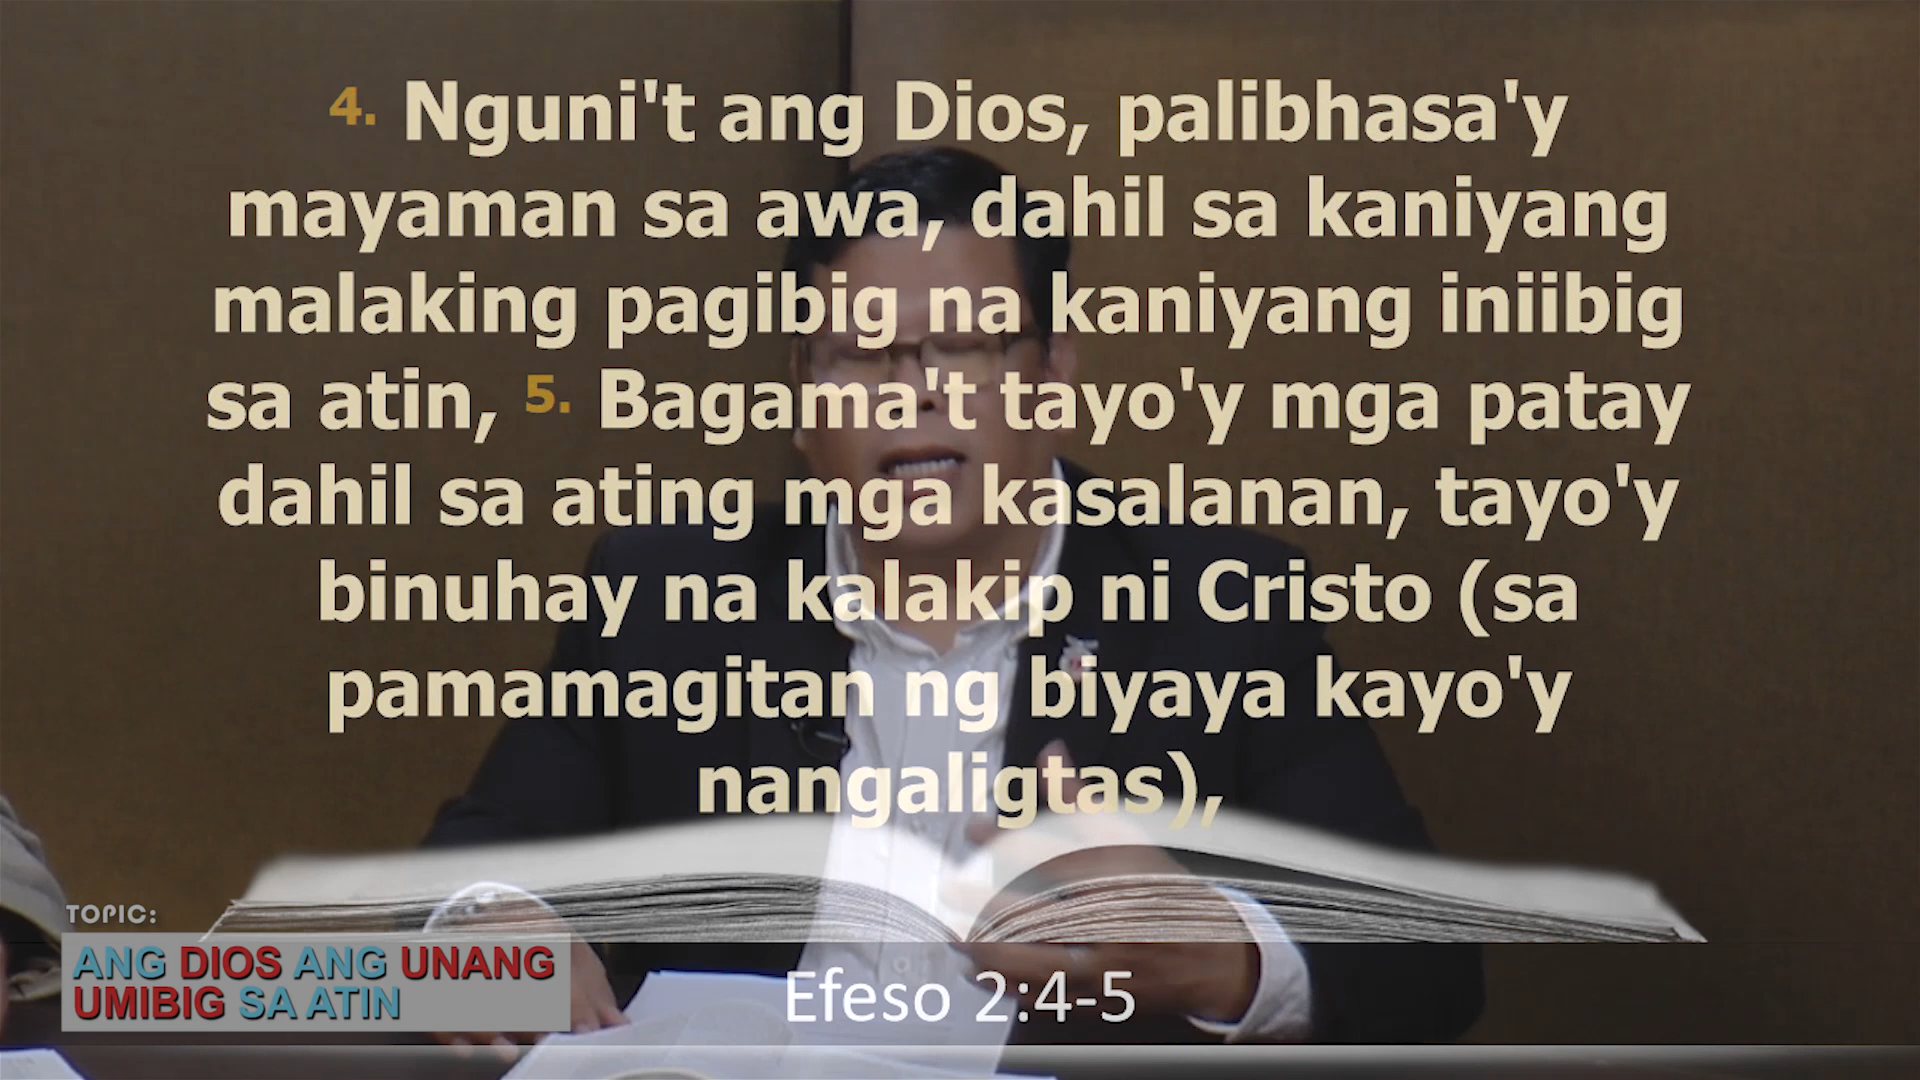 4. Nguni't ang Dios, palibhasa'y
mayaman sa awa, dahil sa kaniyang
malaking pagibig na kaniyang iniibig
sa atin, 5. Bagama't tayo'y mga patay
dahil sa ating mga kasalanan, tayo'y
binuhay na kalakip ni Cristo (sa
pamamagitan ng biyaya kayo'y
nangaligtas),
TOPIC:
ANG DIOS ANG UNANG
UMIBIG SA ATIN
Efeso 2:4-5